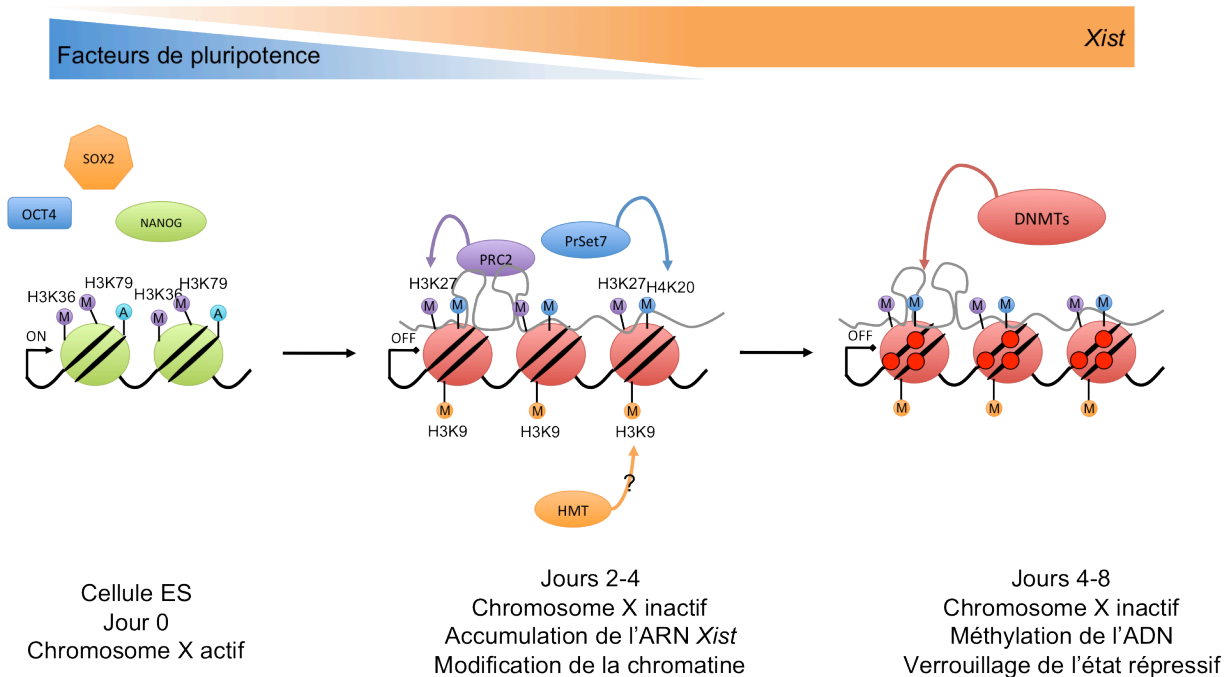 Facteurs de pluripotence
Xist
SOX2
OCT4
NANOG
H3K36
H3K79
H3K36
H3K79
M
M
A
M
M
A
ON
PRC2
PrSet7
H3K27
H3K27
H4K20
M
M
M
M
M
M
OFF
M
M
M
H3K9
H3K9
H3K9
?
HMT
DNMTs
M
M
M
M
M
M
OFF
M
M
M
Cellule ES
Jour 0
Chromosome X actif
Jours 2-4
Chromosome X inactif
Accumulation de l'ARN Xist
Modification de la chromatine
Jours 4-8
Chromosome X inactif
Méthylation de l'ADN
Verrouillage de l'état répressif